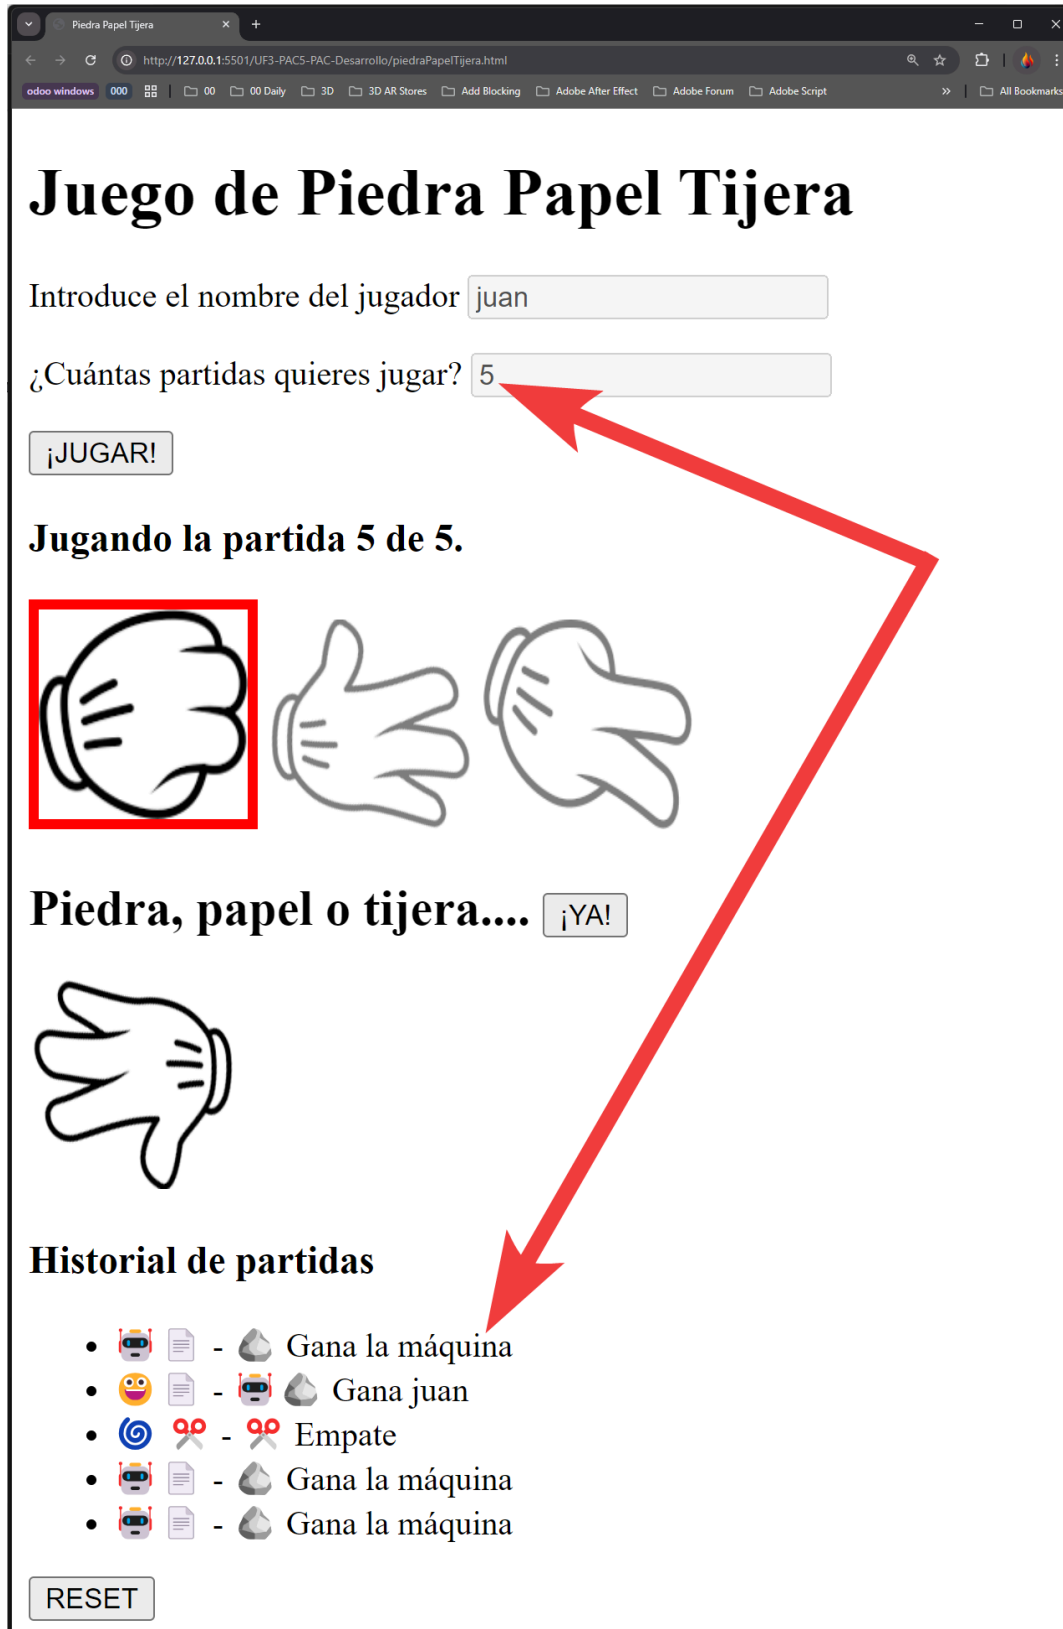 Piedra Papel Tijera
http://127.0.0.1:5501/UF3-PAC5-PAC-Desarrollo/piedraPapelTijera.html
odoo windows 000 00 00 Daily 3D 3D AR Stores Add Blocking Adobe After Effect Adobe Forum Adobe Script » All Bookmarks
Juego de Piedra Papel Tijera
Introduce el nombre del jugador juan
¿Cuántas partidas quieres jugar? 5
¡JUGAR!
Jugando la partida 5 de 5.
Piedra, papel o tijera.... ¡YA!
Historial de partidas
• 🤖 📄 - 🪨 Gana la máquina
• 😀 📄 - 🤖 🪨 Gana juan
• 🌀 ✂️ - ✂️ Empate
• 🤖 📄 - 🪨 Gana la máquina
• 🤖 📄 - 🪨 Gana la máquina
RESET